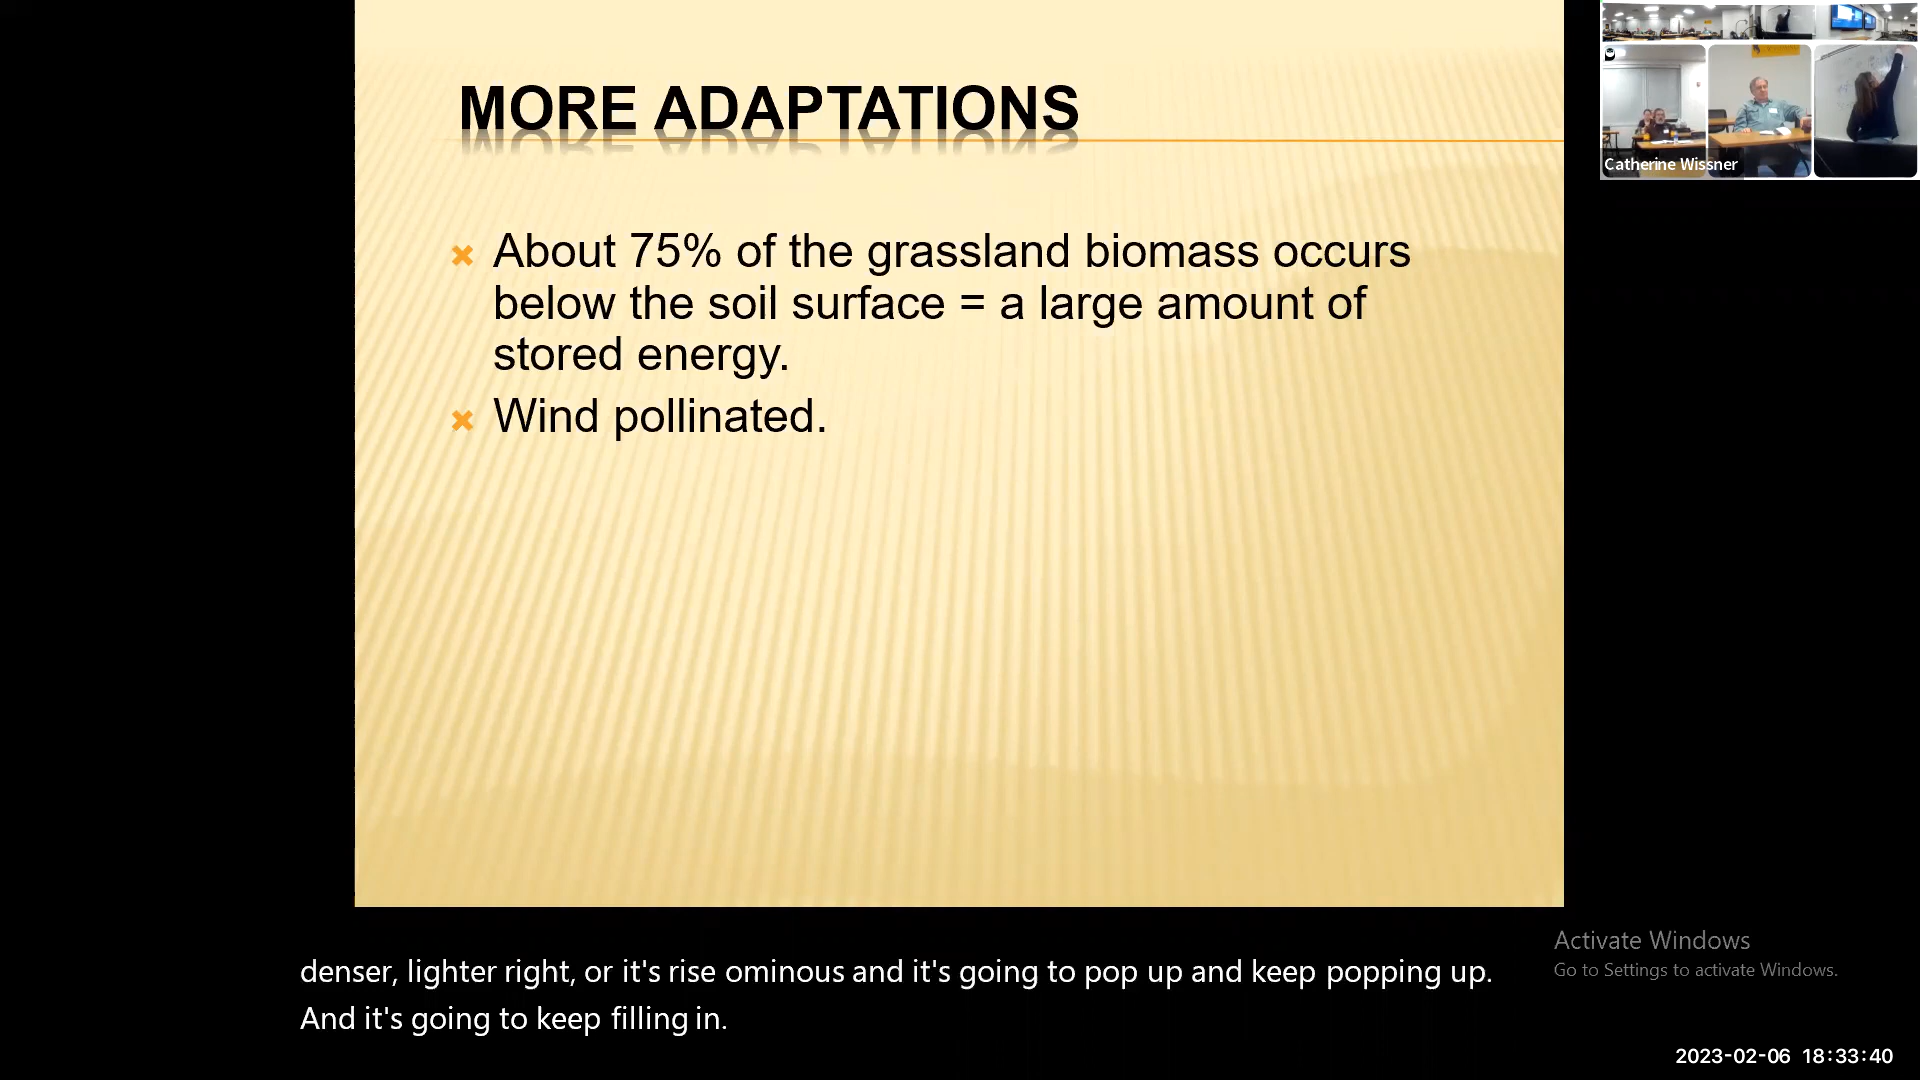 MORE ADAPTATIONS
About 75% of the grassland biomass occurs
below the soil surface = a large amount of
stored energy.
Wind pollinated.
Catherine Wissner
denser, lighter right, or it's rise ominous and it's going to pop up and keep popping up.
And it's going to keep filling in.
Activate Windows
Go to Settings to activate Windows.
2023-02-06 18:33:40